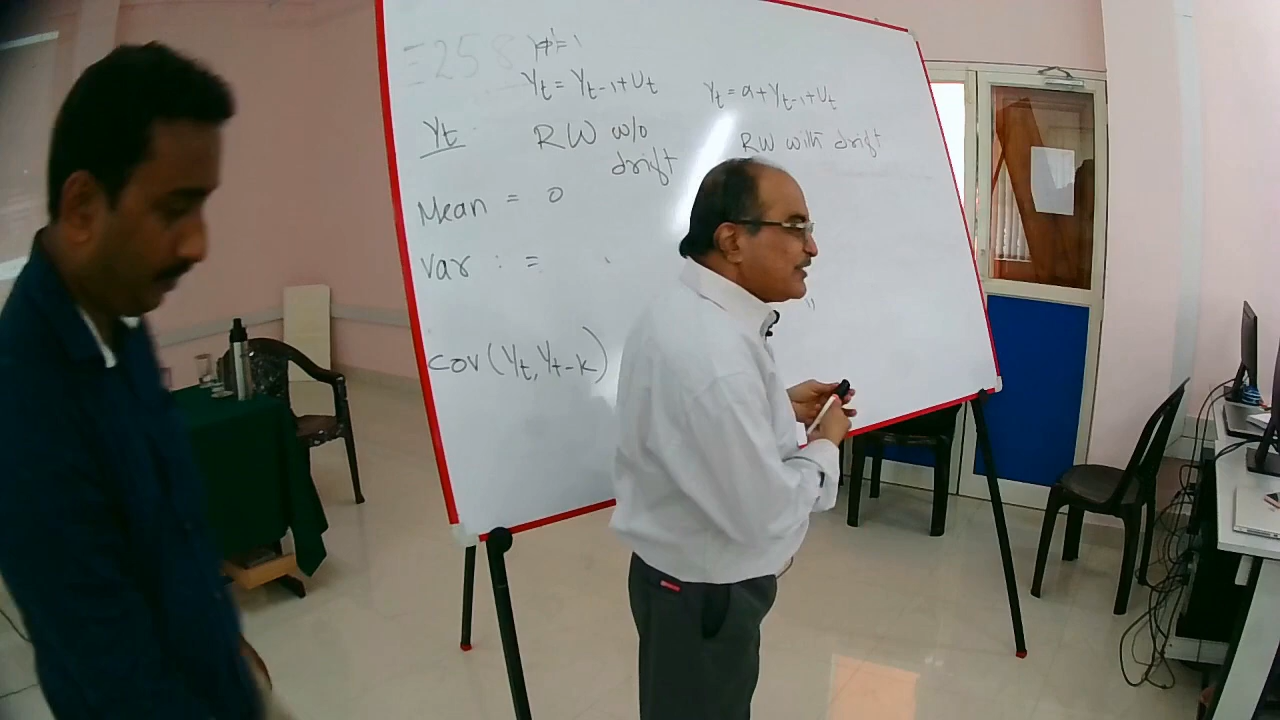 =258
Yt = Yt-1 + Ut
Yt = a + Yt-1 + Ut
Yt
RW w/o
drift
RW with drift
Mean = 0
Var : =
cov(Yt, Yt-k)